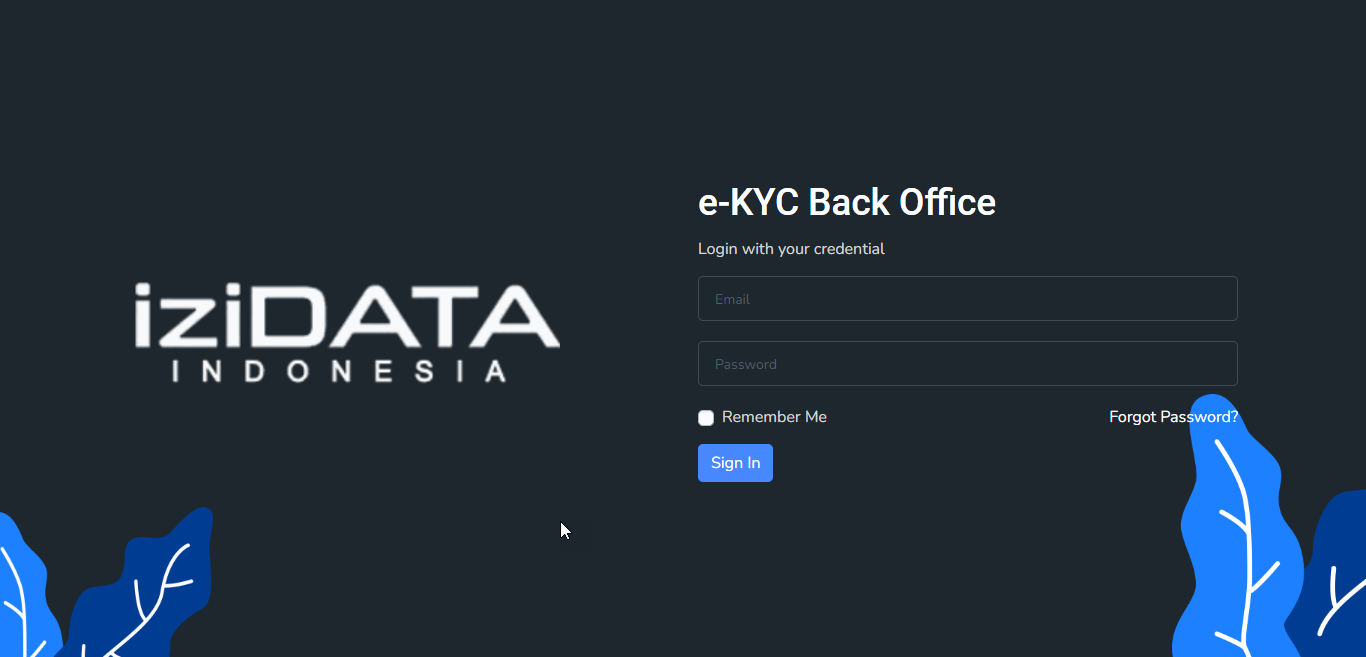 iziDATA
INDONESIA
e-KYC Back Office
Login with your credential
Email
Password
Remember Me
Forgot Password?
Sign In